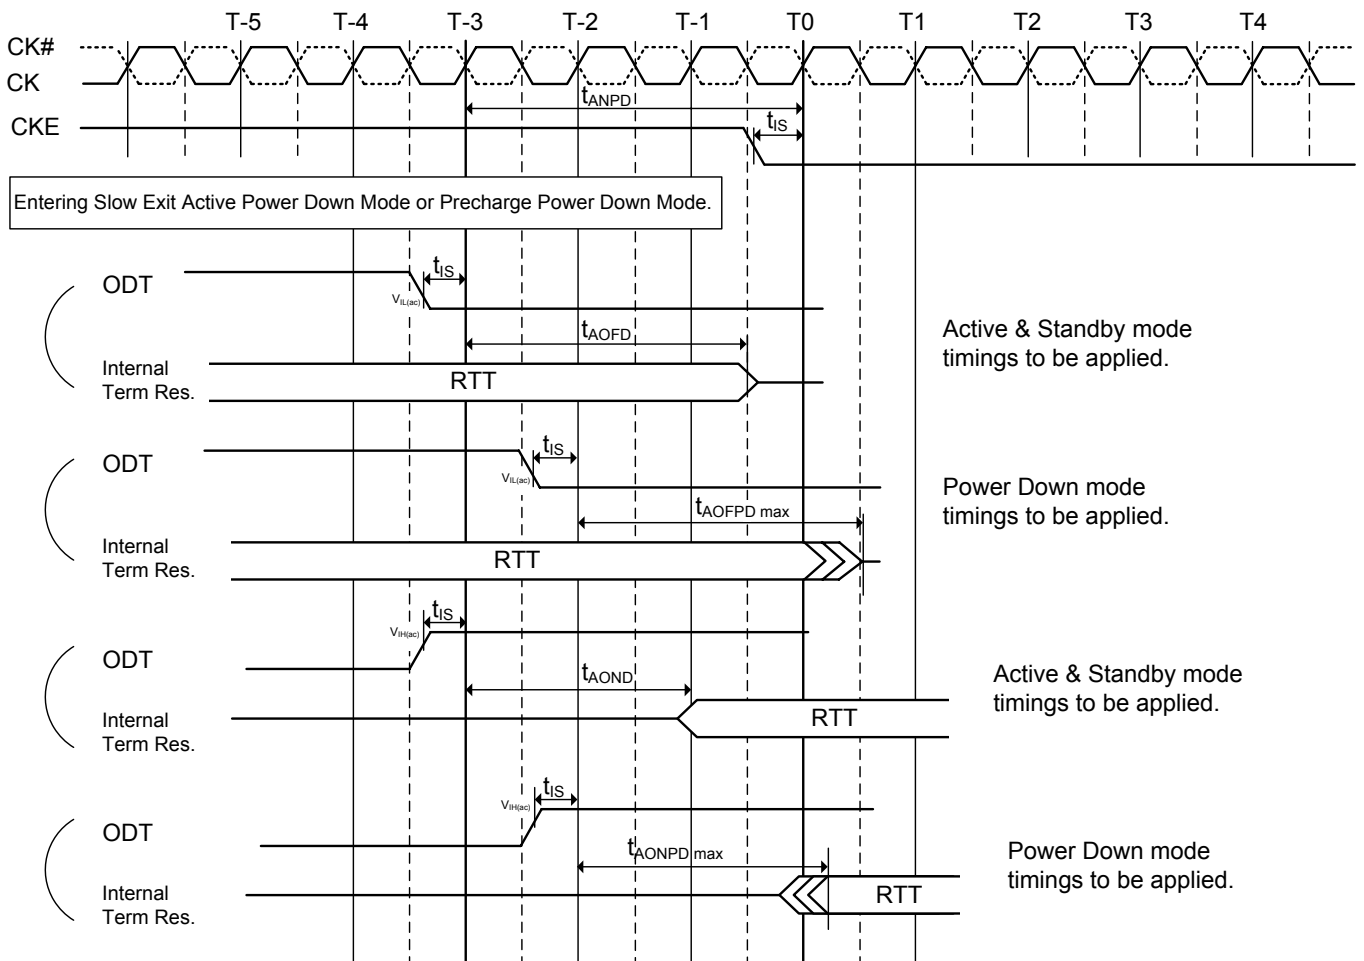 T-5 T-4 T-3 T-2 T-1 T0 T1 T2 T3 T4
CK#
CK
tANPD
CKE
tIS
Entering Slow Exit Active Power Down Mode or Precharge Power Down Mode.
ODT
tIS
VIL(ac)
tAOFD
Internal
Term Res.
RTT
Active & Standby mode
timings to be applied.
ODT
tIS
VIL(ac)
tAOFPD max
Internal
Term Res.
RTT
Power Down mode
timings to be applied.
ODT
tIS
VIH(ac)
tAOND
Internal
Term Res.
RTT
Active & Standby mode
timings to be applied.
ODT
tIS
VIH(ac)
tAONPD max
Internal
Term Res.
RTT
Power Down mode
timings to be applied.